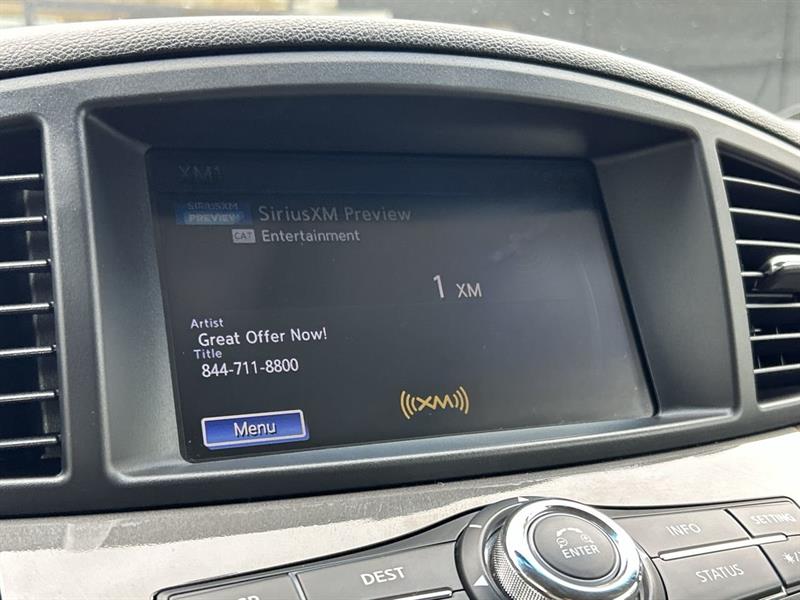 XM1
SIRIUSXM
PREVIEW
SiriusXM Preview
CAT Entertainment
1 XM
Artist
Great Offer Now!
Title
844-711-8800
((XM))
Menu
INFO
SETTING
ENTER
DEST
STATUS